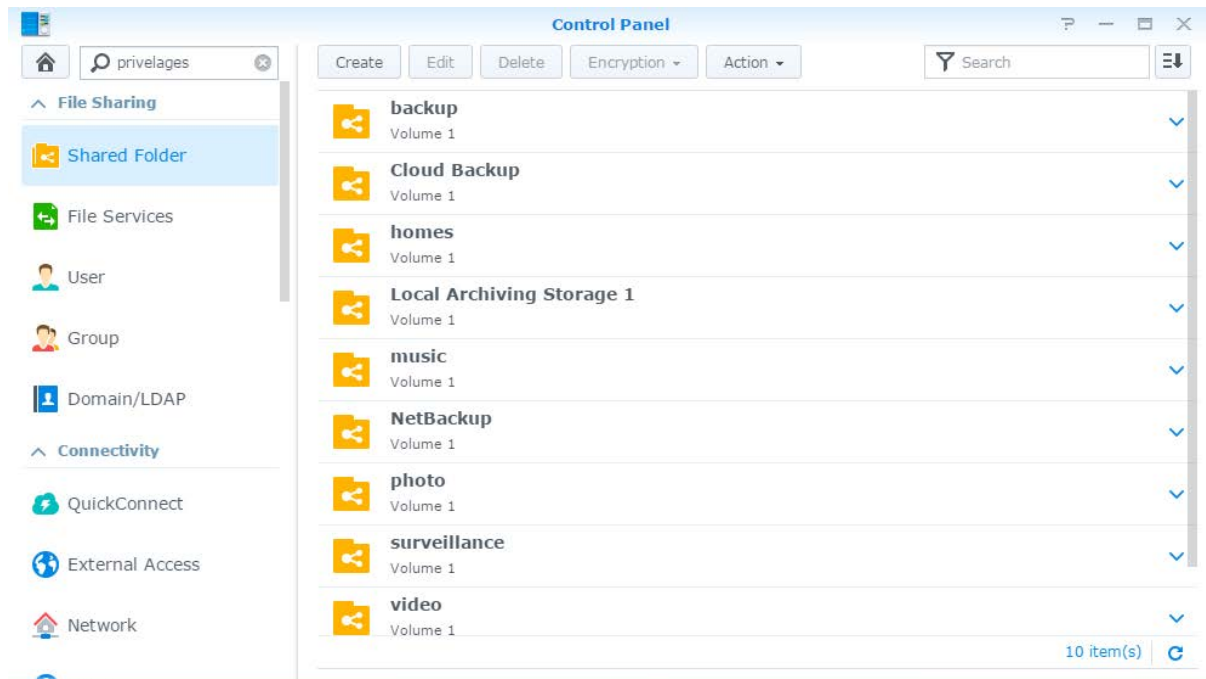 Control Panel
privelages
Create Edit Delete Encryption Action Search
File Sharing
Shared Folder
File Services
User
Group
Domain/LDAP
Connectivity
QuickConnect
External Access
Network
backup
Volume 1
Cloud Backup
Volume 1
homes
Volume 1
Local Archiving Storage 1
Volume 1
music
Volume 1
NetBackup
Volume 1
photo
Volume 1
surveillance
Volume 1
video
Volume 1
10 item(s)